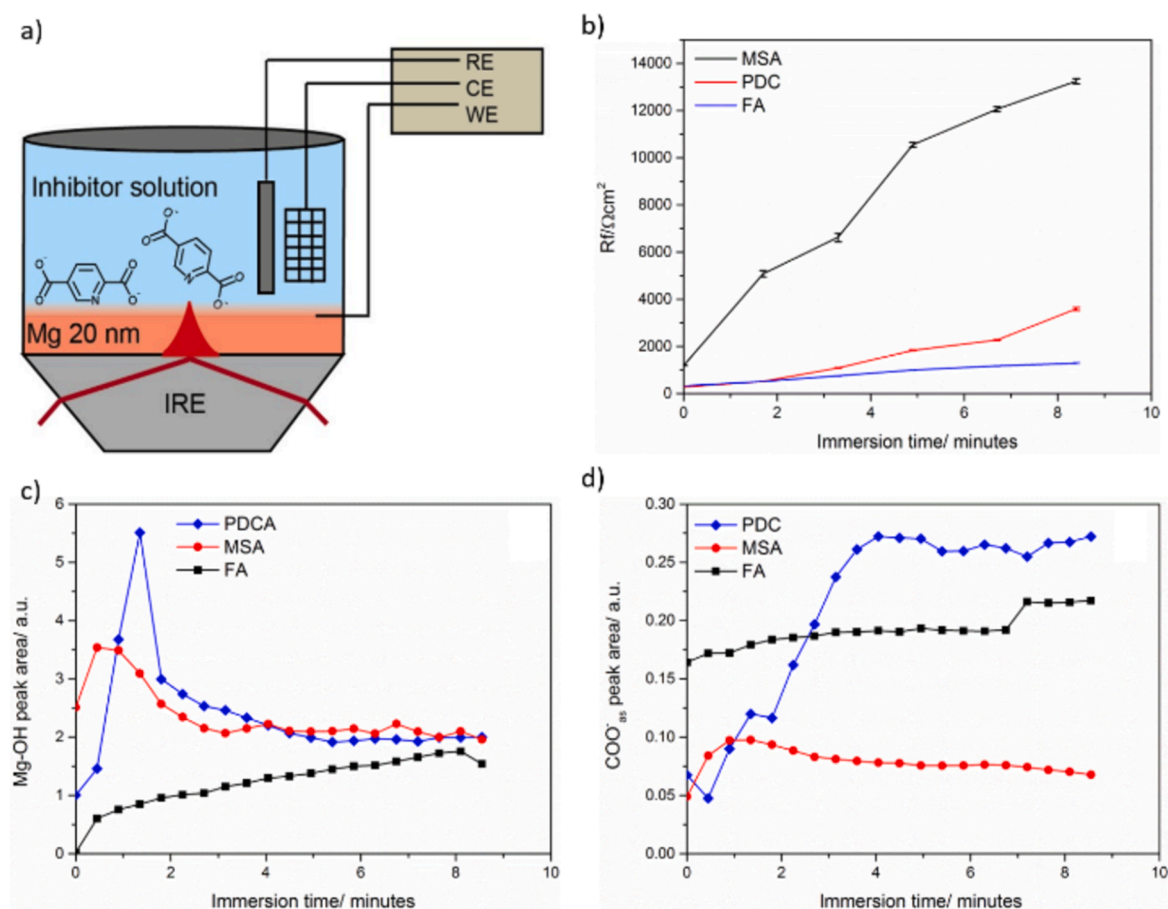 a)
RE
CE
WE
Inhibitor solution
O
O⁻
O
O⁻
N
O⁻
O
N
O
O⁻
Mg 20 nm
IRE
b)
MSA
PDC
FA
14000
12000
10000
8000
6000
4000
2000
0
Rf/Ωcm²
0 2 4 6 8 10
Immersion time/ minutes
c)
PDCA
MSA
FA
6
5
4
3
2
1
0
Mg-OH peak area/ a.u.
0 2 4 6 8 10
Immersion time/ minutes
d)
PDC
MSA
FA
0.30
0.25
0.20
0.15
0.10
0.05
0.00
COO⁻as peak area/ a.u.
0 2 4 6 8 10
Immersion time/ minutes